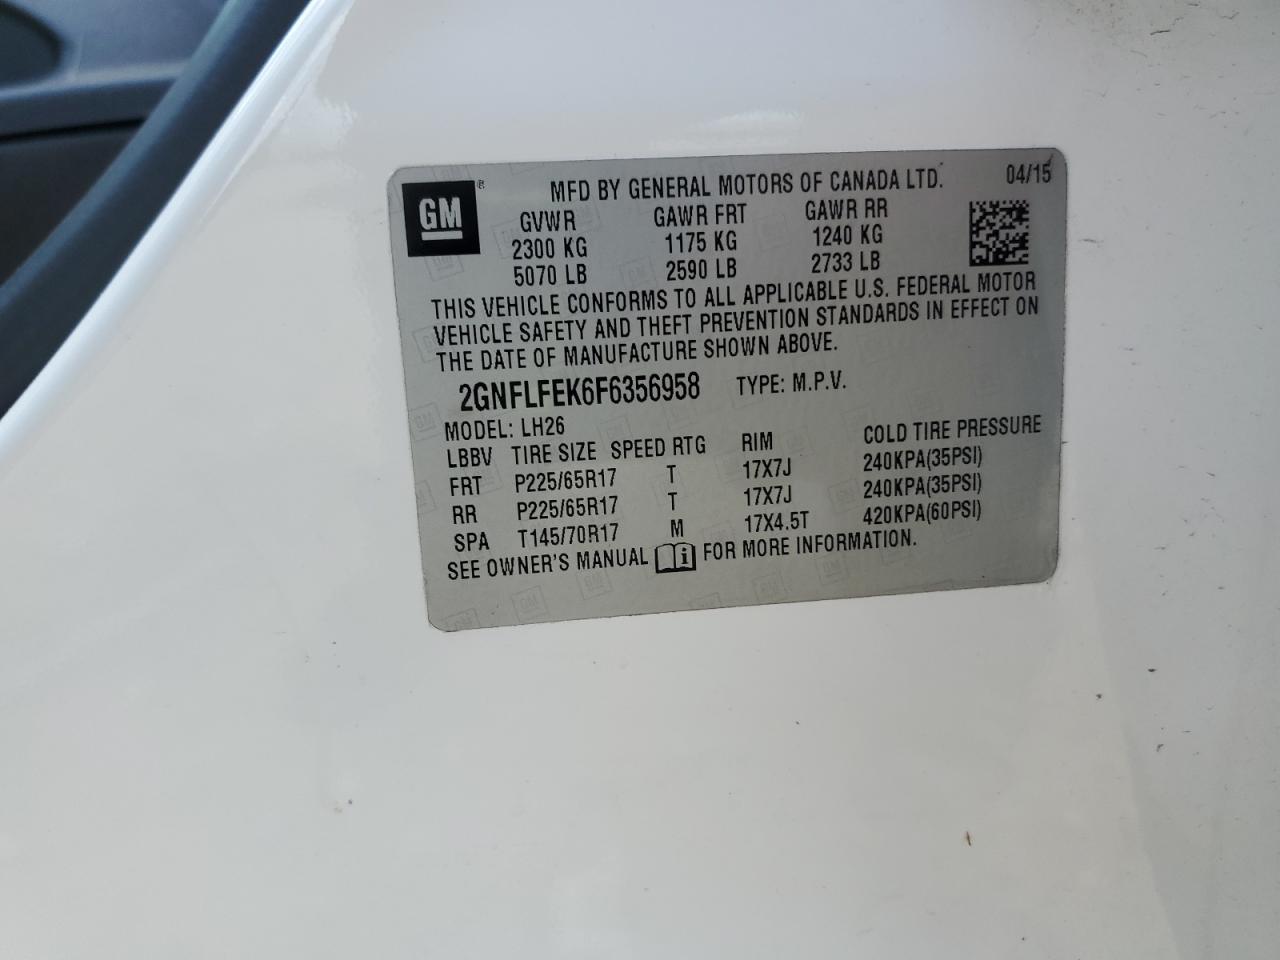 GM ® MFD BY GENERAL MOTORS OF CANADA LTD. 04/15
GVWR GAWR FRT GAWR RR
2300 KG 1175 KG 1240 KG
5070 LB 2590 LB 2733 LB
THIS VEHICLE CONFORMS TO ALL APPLICABLE U.S. FEDERAL MOTOR
VEHICLE SAFETY AND THEFT PREVENTION STANDARDS IN EFFECT ON
THE DATE OF MANUFACTURE SHOWN ABOVE.
2GNFLFEK6F6356958 TYPE: M.P.V.
MODEL: LH26
LBBV TIRE SIZE SPEED RTG RIM COLD TIRE PRESSURE
FRT P225/65R17 T 17X7J 240KPA(35PSI)
RR P225/65R17 T 17X7J 240KPA(35PSI)
SPA T145/70R17 M 17X4.5T 420KPA(60PSI)
SEE OWNER'S MANUAL i FOR MORE INFORMATION.